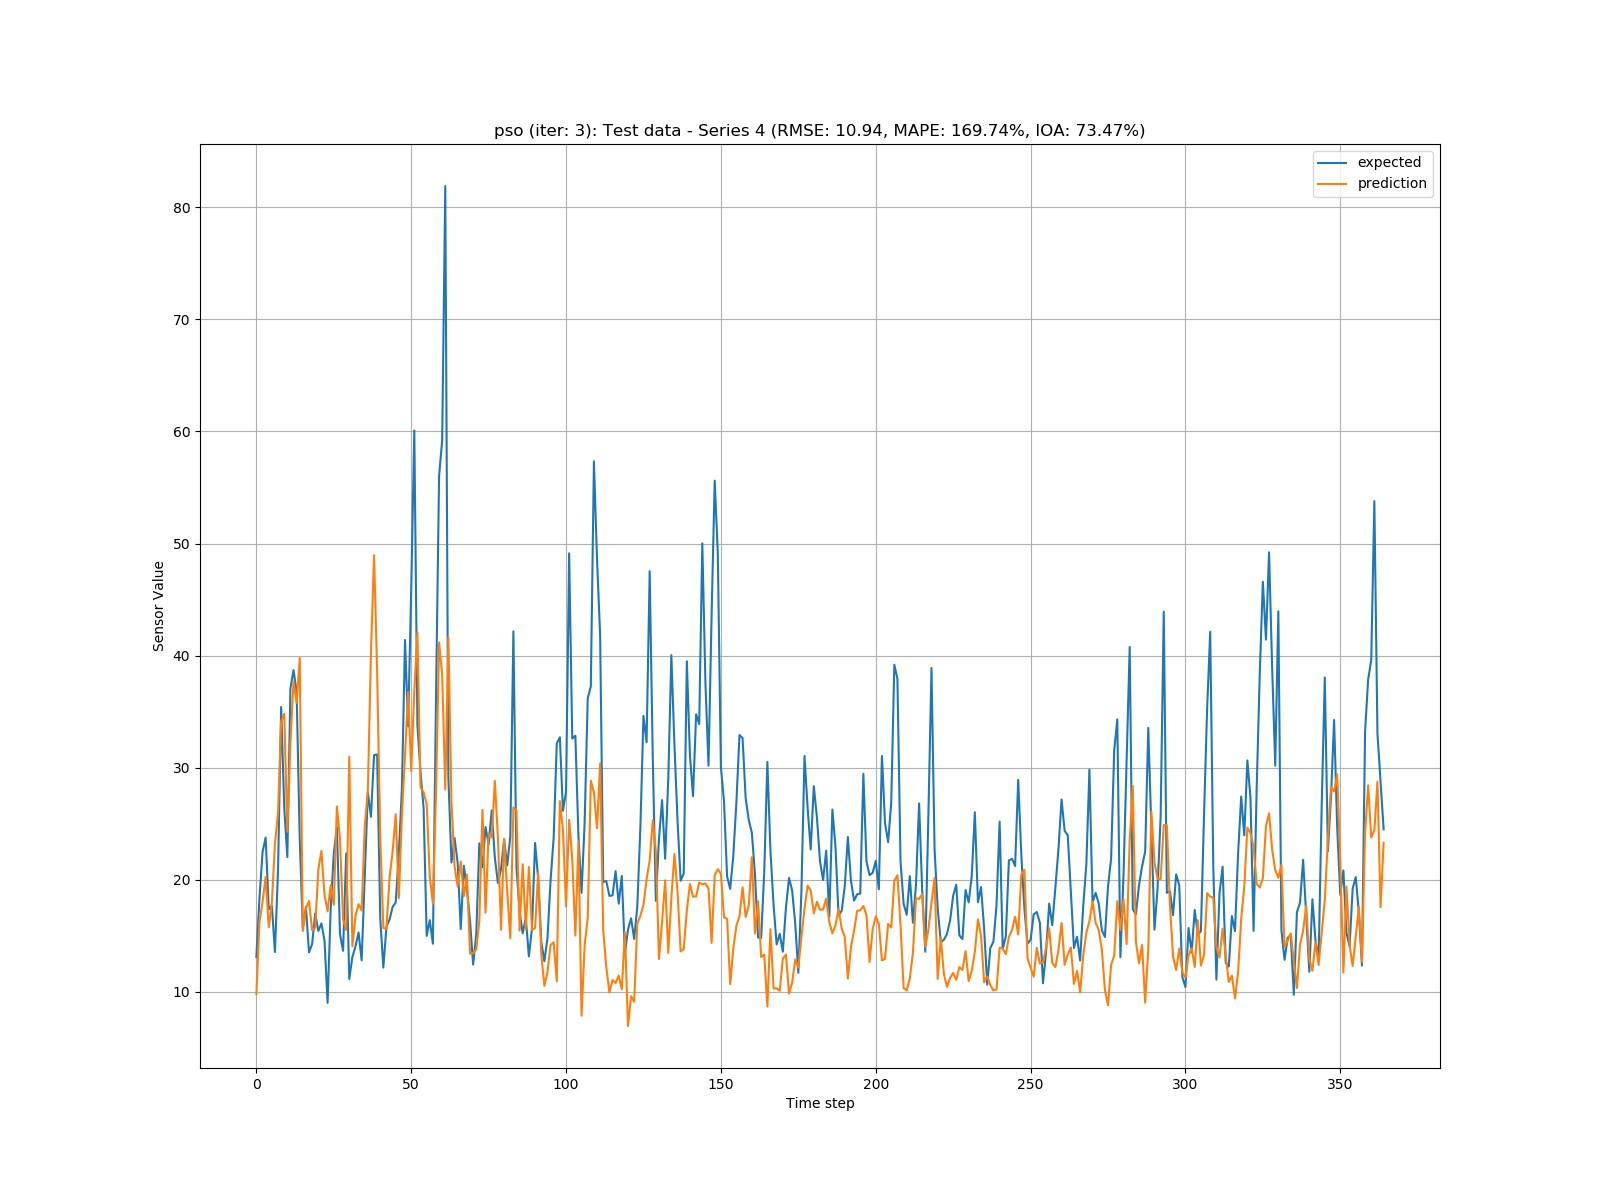 pso (iter: 3): Test data - Series 4 (RMSE: 10.94, MAPE: 169.74%, IOA: 73.47%)
expected
prediction
80
70
60
50
40
30
20
10
Sensor Value
0 50 100 150 200 250 300 350
Time step